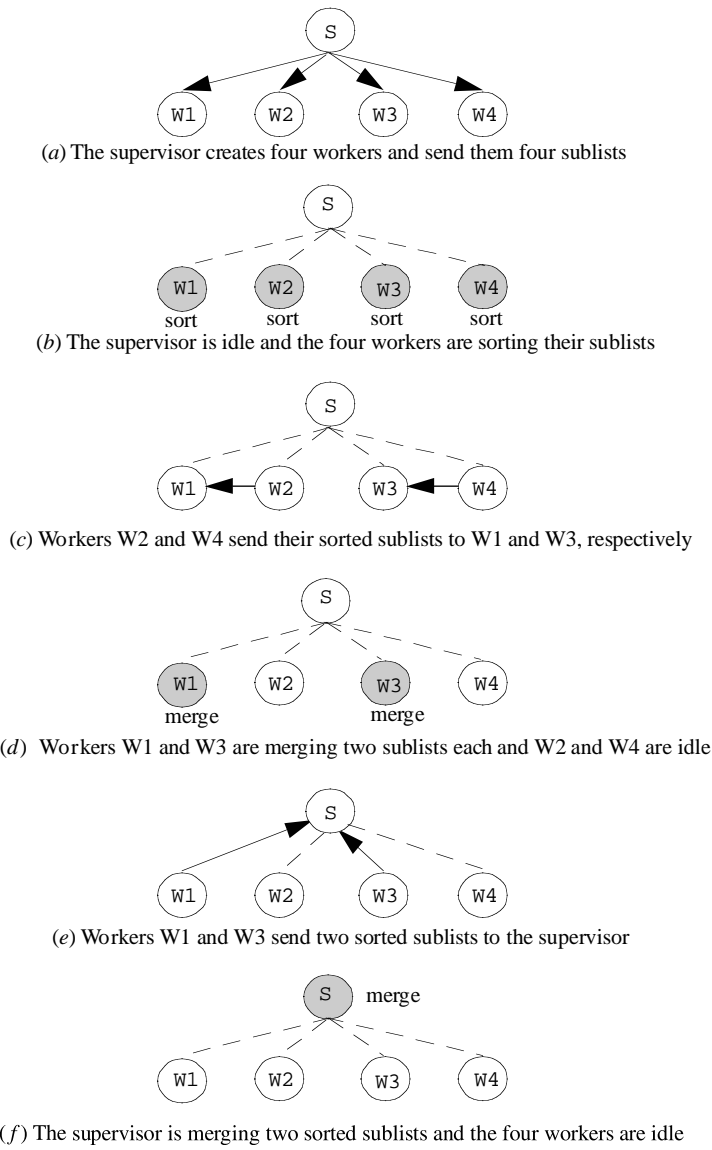 S
W1 W2 W3 W4
(a) The supervisor creates four workers and send them four sublists
S
W1 W2 W3 W4
sort sort sort sort
(b) The supervisor is idle and the four workers are sorting their sublists
S
W1 W2 W3 W4
(c) Workers W2 and W4 send their sorted sublists to W1 and W3, respectively
S
W1 W2 W3 W4
merge merge
(d) Workers W1 and W3 are merging two sublists each and W2 and W4 are idle
S
W1 W2 W3 W4
(e) Workers W1 and W3 send two sorted sublists to the supervisor
S merge
W1 W2 W3 W4
(f) The supervisor is merging two sorted sublists and the four workers are idle